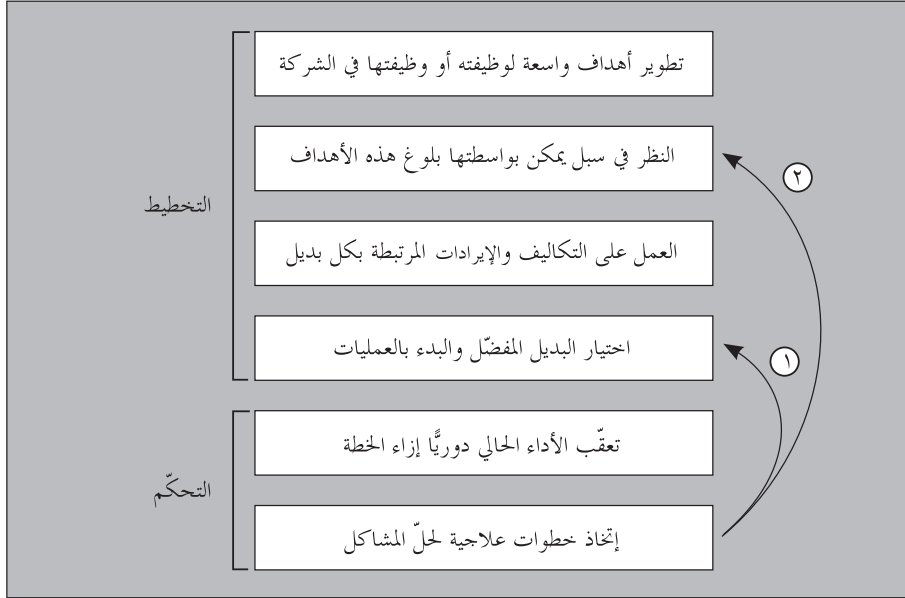 تطوير أهداف واسعة لوظيفته أو وظيفتها في الشركة
النظر في سبل يمكن بواسطتها بلوغ هذه الأهداف
٢
التخطيط
العمل على التكاليف والإيرادات المرتبطة بكل بديل
اختيار البديل المفضّل والبدء بالعمليات
١
تعقّب الأداء الحالي دوريًّا إزاء الخطة
التحكّم
إتخاذ خطوات علاجية لحلّ المشاكل